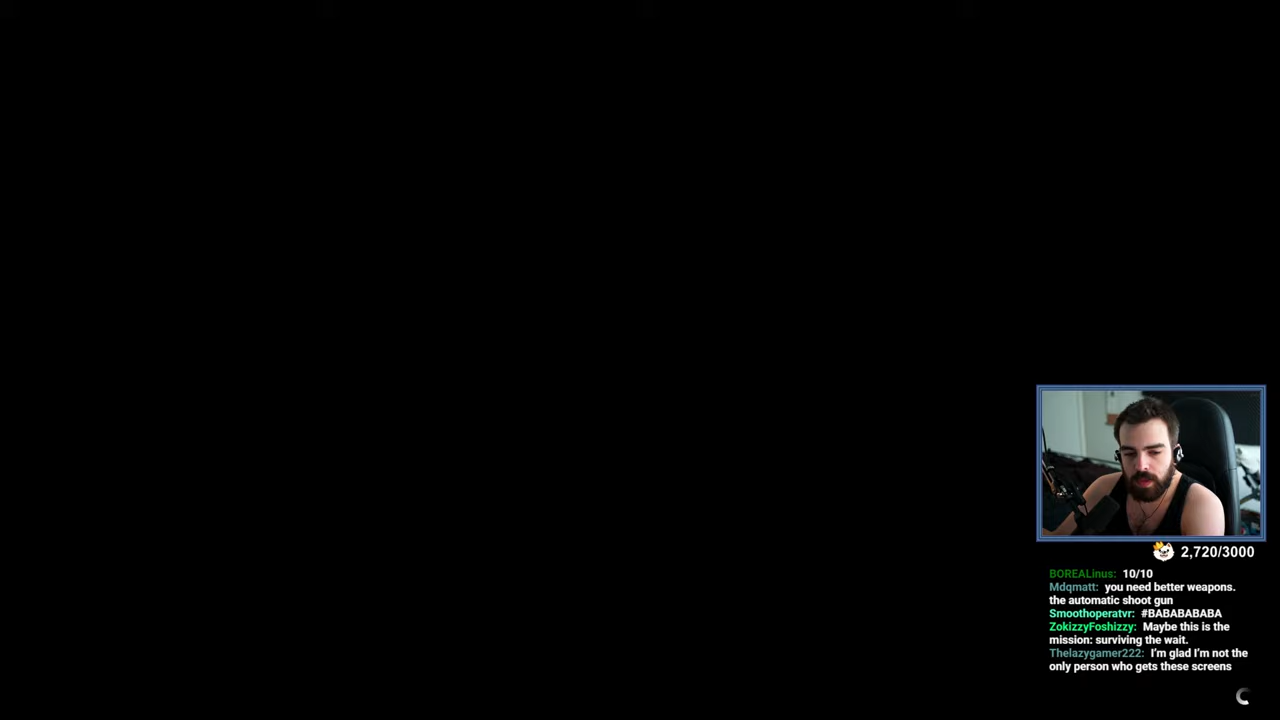 2,720/3000
BOREALinus: 10/10
Mdqmatt: you need better weapons.
the automatic shoot gun
Smoothoperatvr: #BABABABABA
ZokizzyFoshizzy: Maybe this is the
mission: surviving the wait.
Thelazygamer222: I'm glad I'm not the
only person who gets these screens